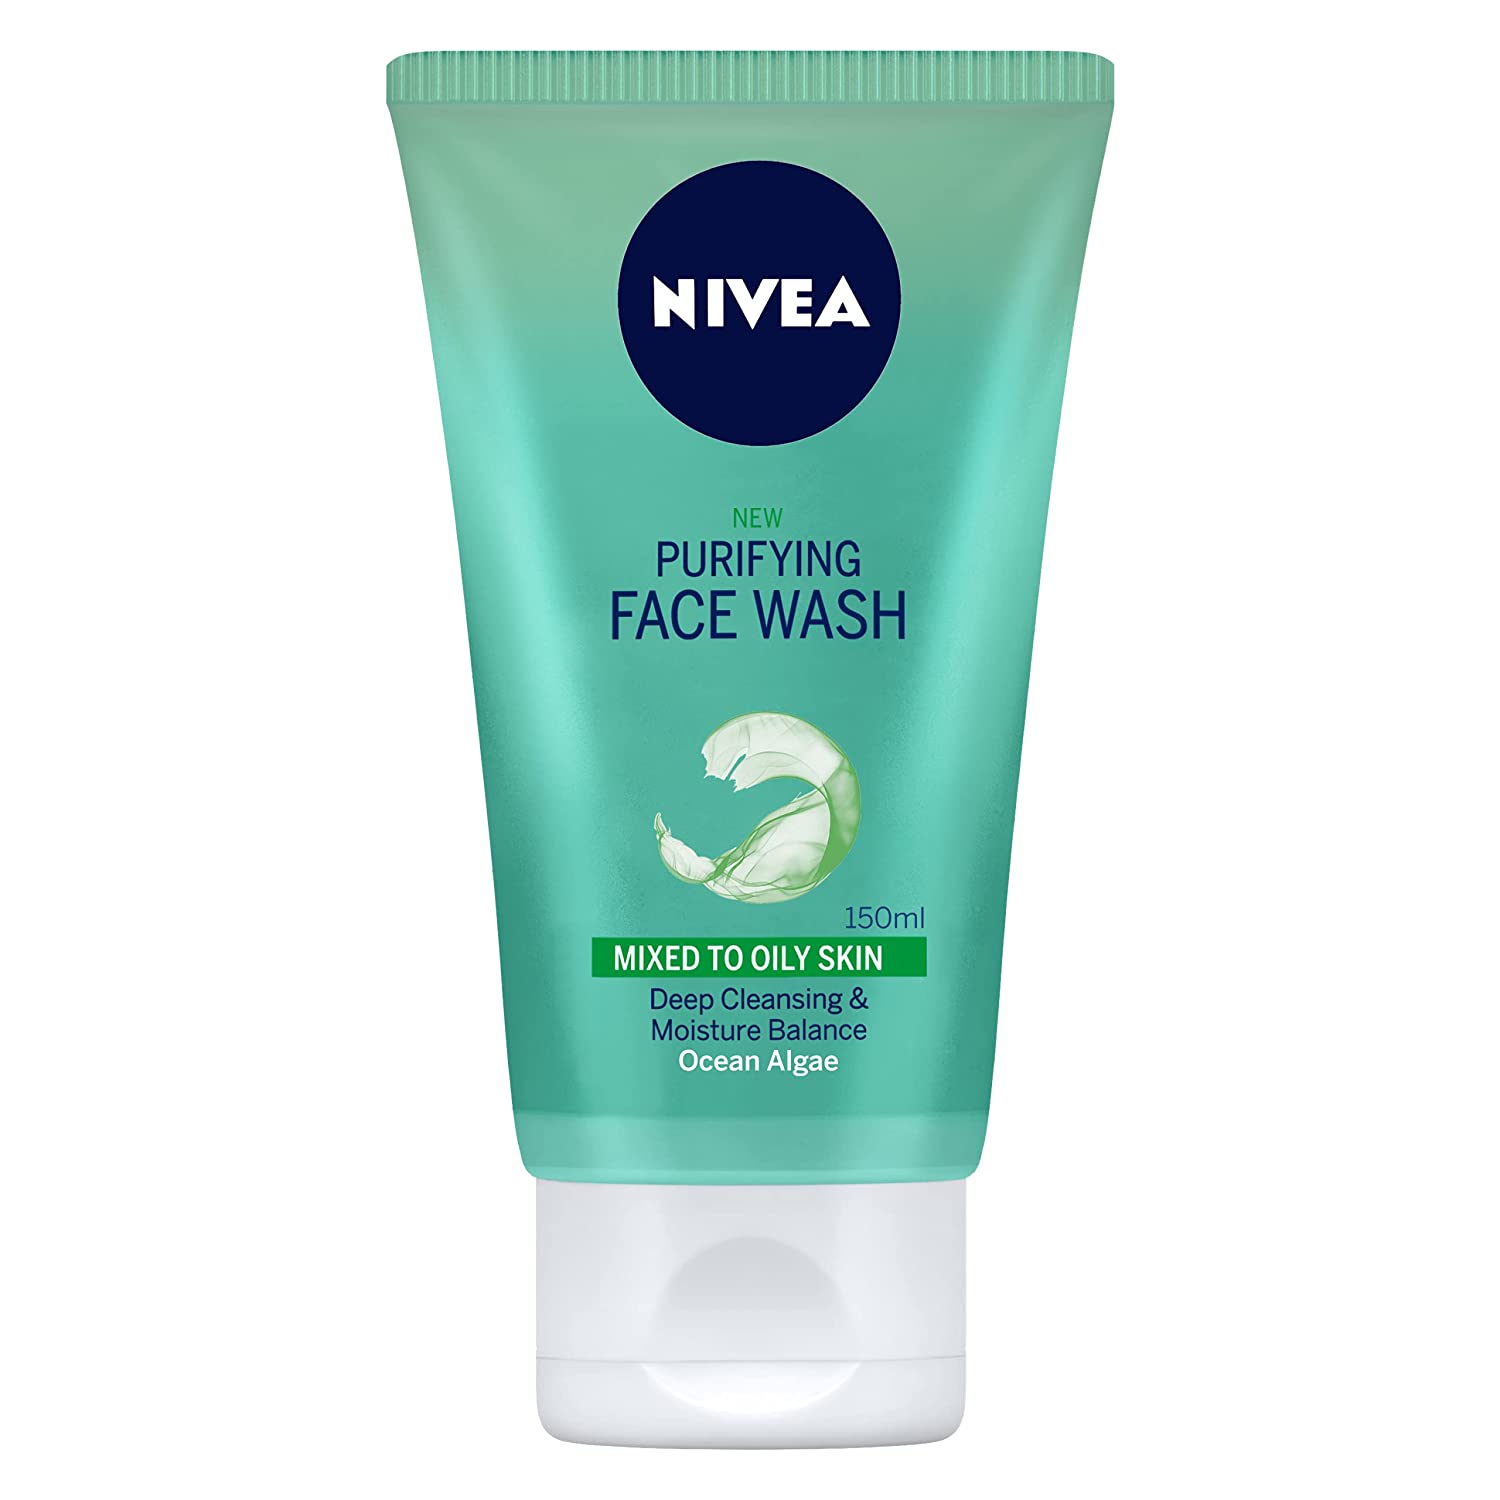 NIVEA
NEW
PURIFYING
FACE WASH
150ml
MIXED TO OILY SKIN
Deep Cleansing &
Moisture Balance
Ocean Algae